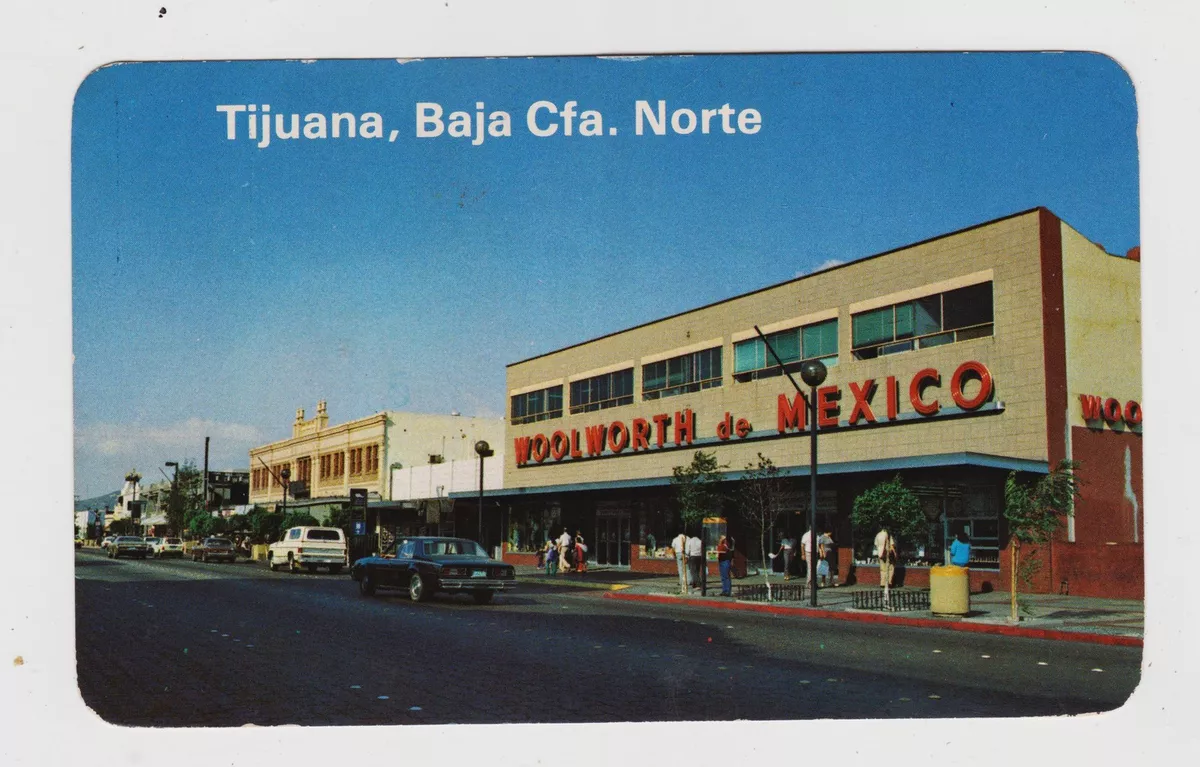 Tijuana, Baja Cfa. Norte
WOOLWORTH de MEXICO
WOO